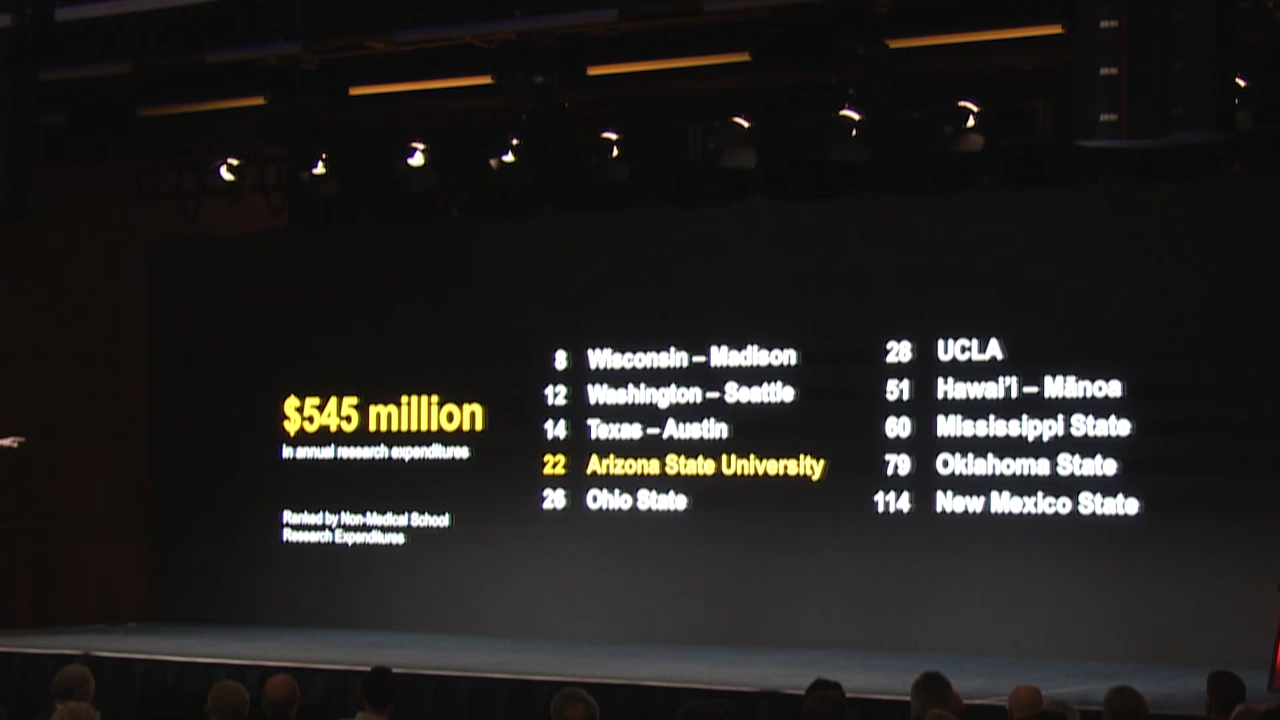 $545 million
in annual research expenditures
Ranked by Non-Medical School
Research Expenditures
8 Wisconsin – Madison
12 Washington – Seattle
14 Texas – Austin
22 Arizona State University
26 Ohio State
28 UCLA
51 Hawai'i – Mānoa
60 Mississippi State
79 Oklahoma State
114 New Mexico State